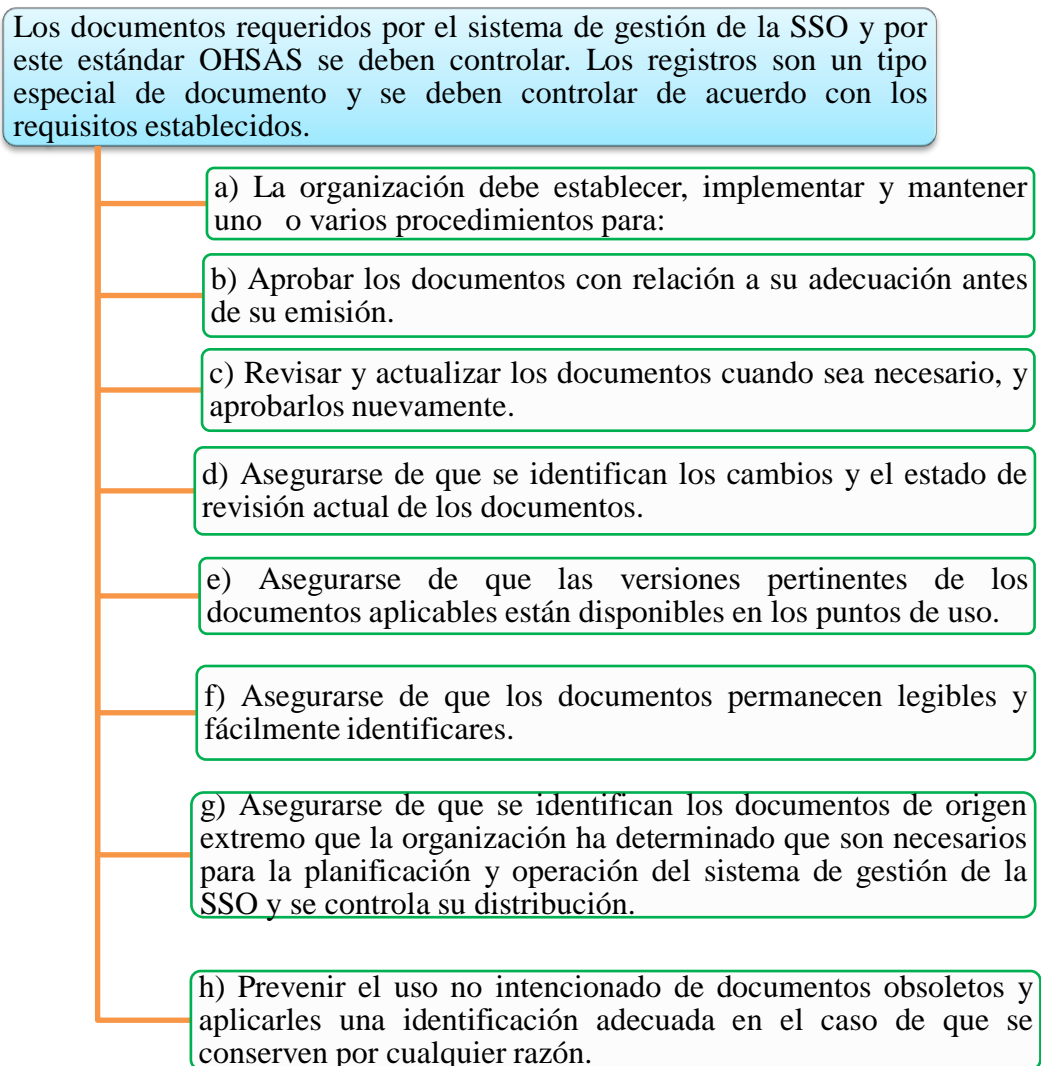 Los documentos requeridos por el sistema de gestión de la SSO y por
este estándar OHSAS se deben controlar. Los registros son un tipo
especial de documento y se deben controlar de acuerdo con los
requisitos establecidos.
a) La organización debe establecer, implementar y mantener
uno o varios procedimientos para:
b) Aprobar los documentos con relación a su adecuación antes
de su emisión.
c) Revisar y actualizar los documentos cuando sea necesario, y
aprobarlos nuevamente.
d) Asegurarse de que se identifican los cambios y el estado de
revisión actual de los documentos.
e) Asegurarse de que las versiones pertinentes de los
documentos aplicables están disponibles en los puntos de uso.
f) Asegurarse de que los documentos permanecen legibles y
fácilmente identificares.
g) Asegurarse de que se identifican los documentos de origen
extremo que la organización ha determinado que son necesarios
para la planificación y operación del sistema de gestión de la
SSO y se controla su distribución.
h) Prevenir el uso no intencionado de documentos obsoletos y
aplicarles una identificación adecuada en el caso de que se
conserven por cualquier razón.